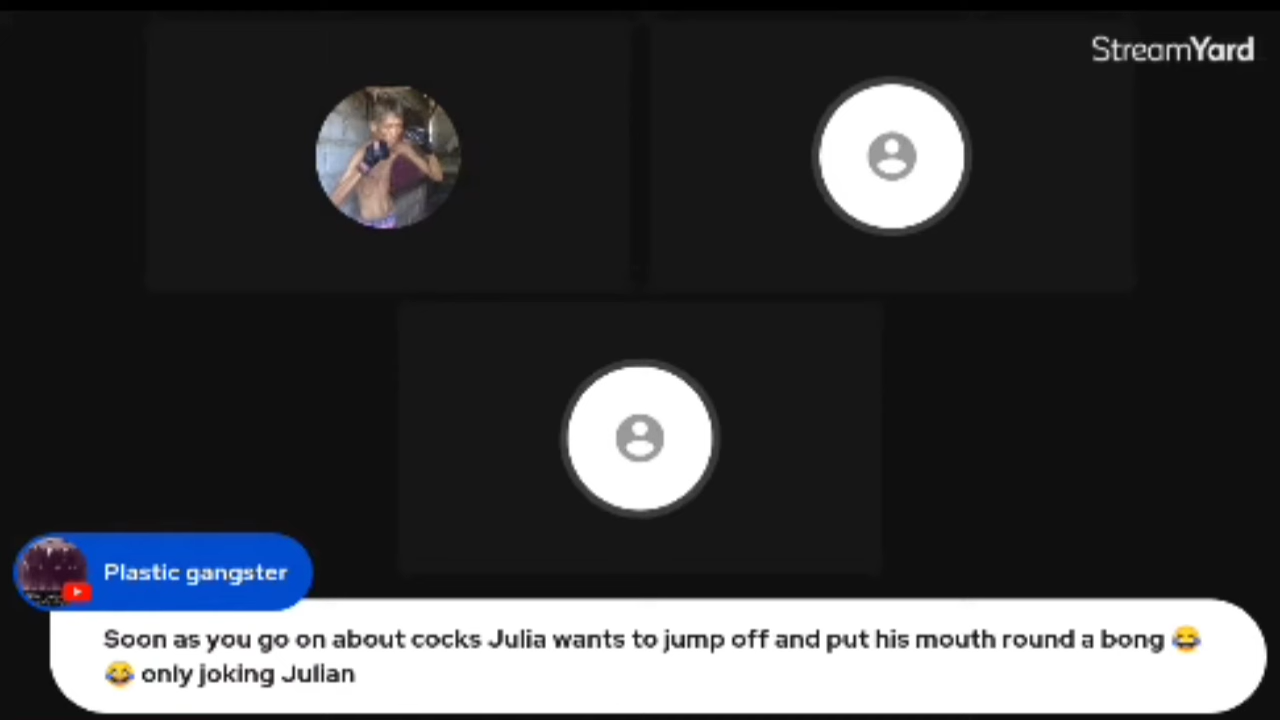 StreamYard
Plastic gangster
Soon as you go on about cocks Julia wants to jump off and put his mouth round a bong 😂
😂 only joking Julian